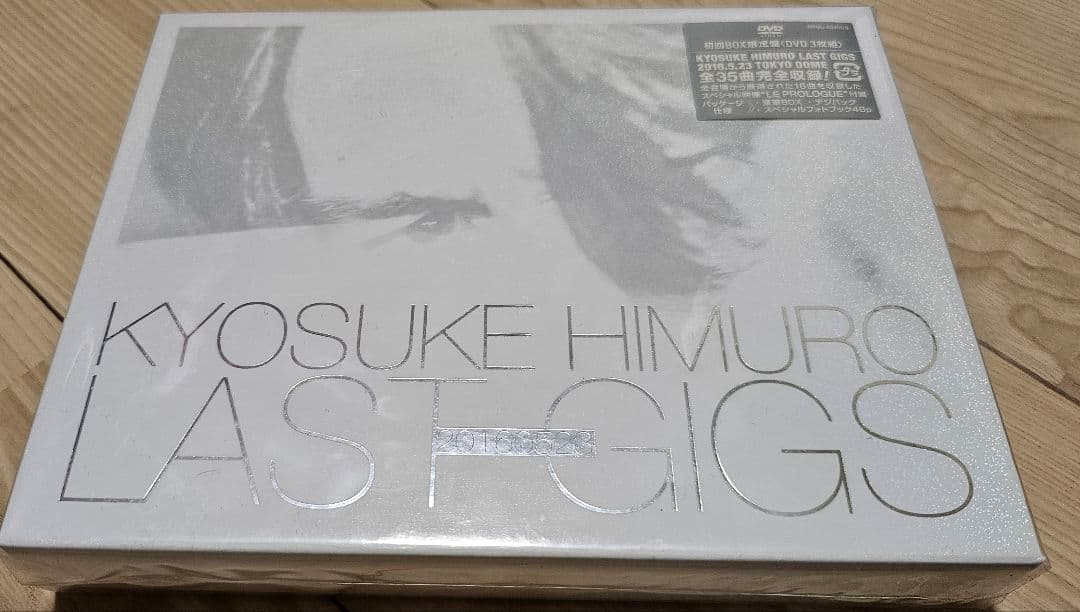 DVD
初回BOX限定盤〈DVD 3枚組〉
KYOSUKE HIMURO LAST GIGS
2016.5.23 TOKYO DOME
全35曲完全収録!
全会場から厳選された16曲を収録した
スペシャル映像"LE PROLOGUE"付属
パッケージ仕様 豪華BOX・デジパック
・スペシャルフォトブック48p
KYOSUKE HIMURO
LAST GIGS
20160523